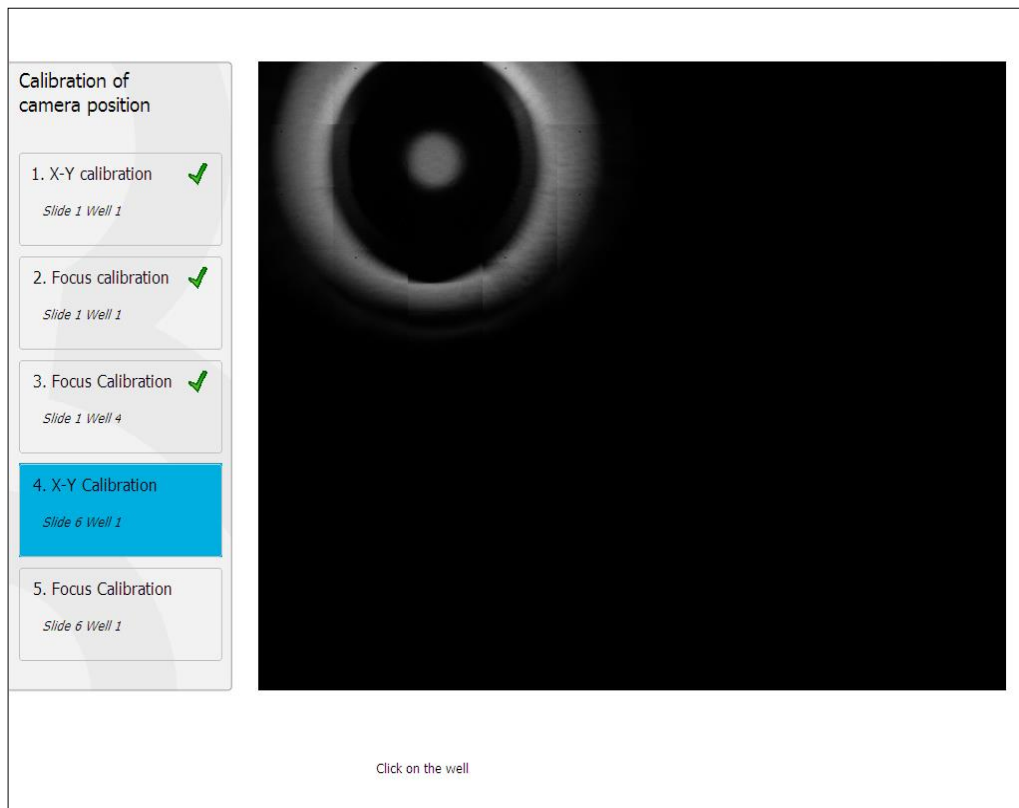 Calibration of
camera position
1. X-Y calibration
Slide 1 Well 1
2. Focus calibration
Slide 1 Well 1
3. Focus Calibration
Slide 1 Well 4
4. X-Y Calibration
Slide 6 Well 1
5. Focus Calibration
Slide 6 Well 1
Click on the well